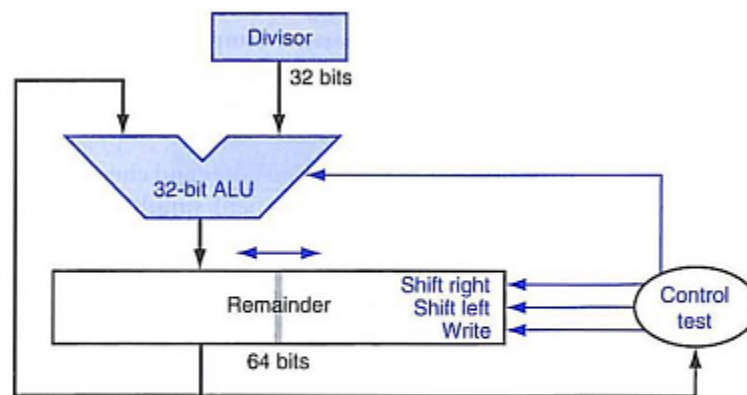 Divisor
32 bits
32-bit ALU
Remainder
Shift right
Shift left
Write
Control
test
64 bits